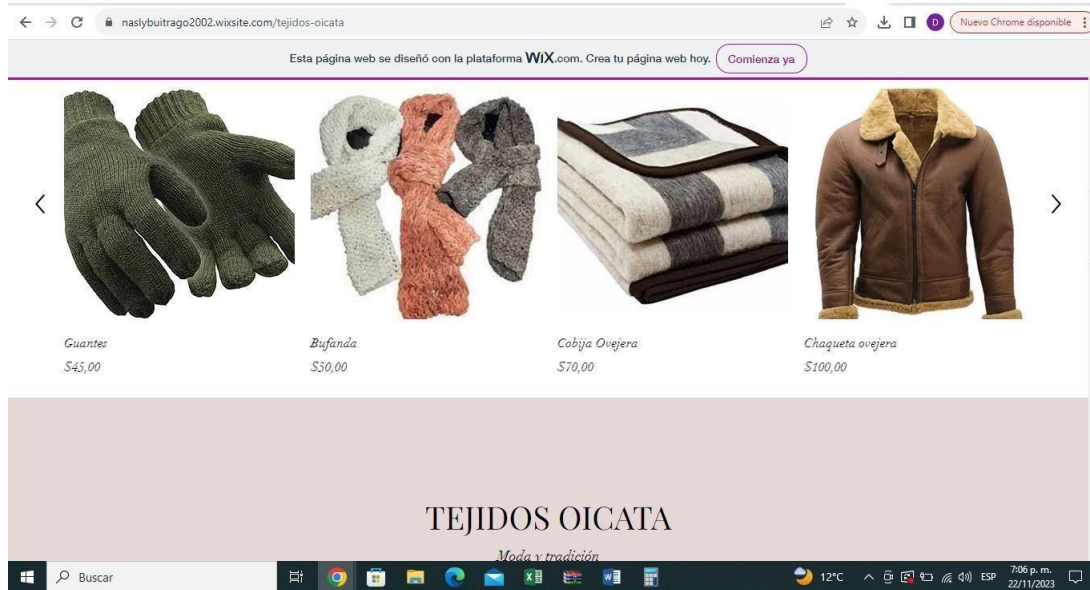 naslybuitrago2002.wixsite.com/tejidos-oicata
Nuevo Chrome disponible
Esta página web se diseñó con la plataforma WiX.com. Crea tu página web hoy. Comienza ya
Guantes Bufanda Cobija Ovejera Chaqueta ovejera
$45,00 $50,00 $70,00 $100,00
TEJIDOS OICATA
Moda y tradición
Buscar
12°C
ESP
7:06 p. m.
22/11/2023